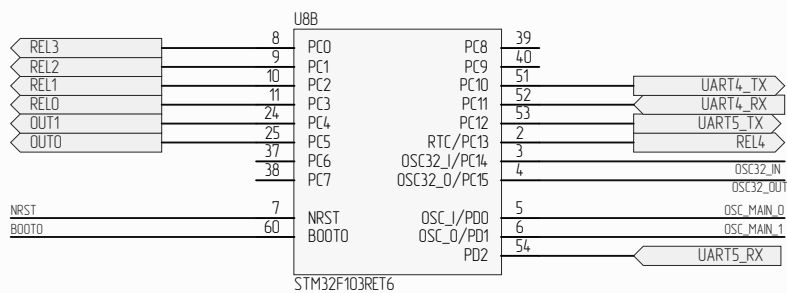 U8B
REL3 8 PC0 PC8 39
REL2 9 PC1 PC9 40
REL1 10 PC2 PC10 51 UART4_TX
REL0 11 PC3 PC11 52 UART4_RX
OUT1 24 PC4 PC12 53 UART5_TX
OUT0 25 PC5 RTC/PC13 2 REL4
37 PC6 OSC32_I/PC14 3 OSC32_IN
38 PC7 OSC32_O/PC15 4 OSC32_OUT
NRST 7 NRST OSC_I/PD0 5 OSC_MAIN_0
BOOT0 60 BOOT0 OSC_O/PD1 6 OSC_MAIN_1
PD2 54 UART5_RX
STM32F103RET6